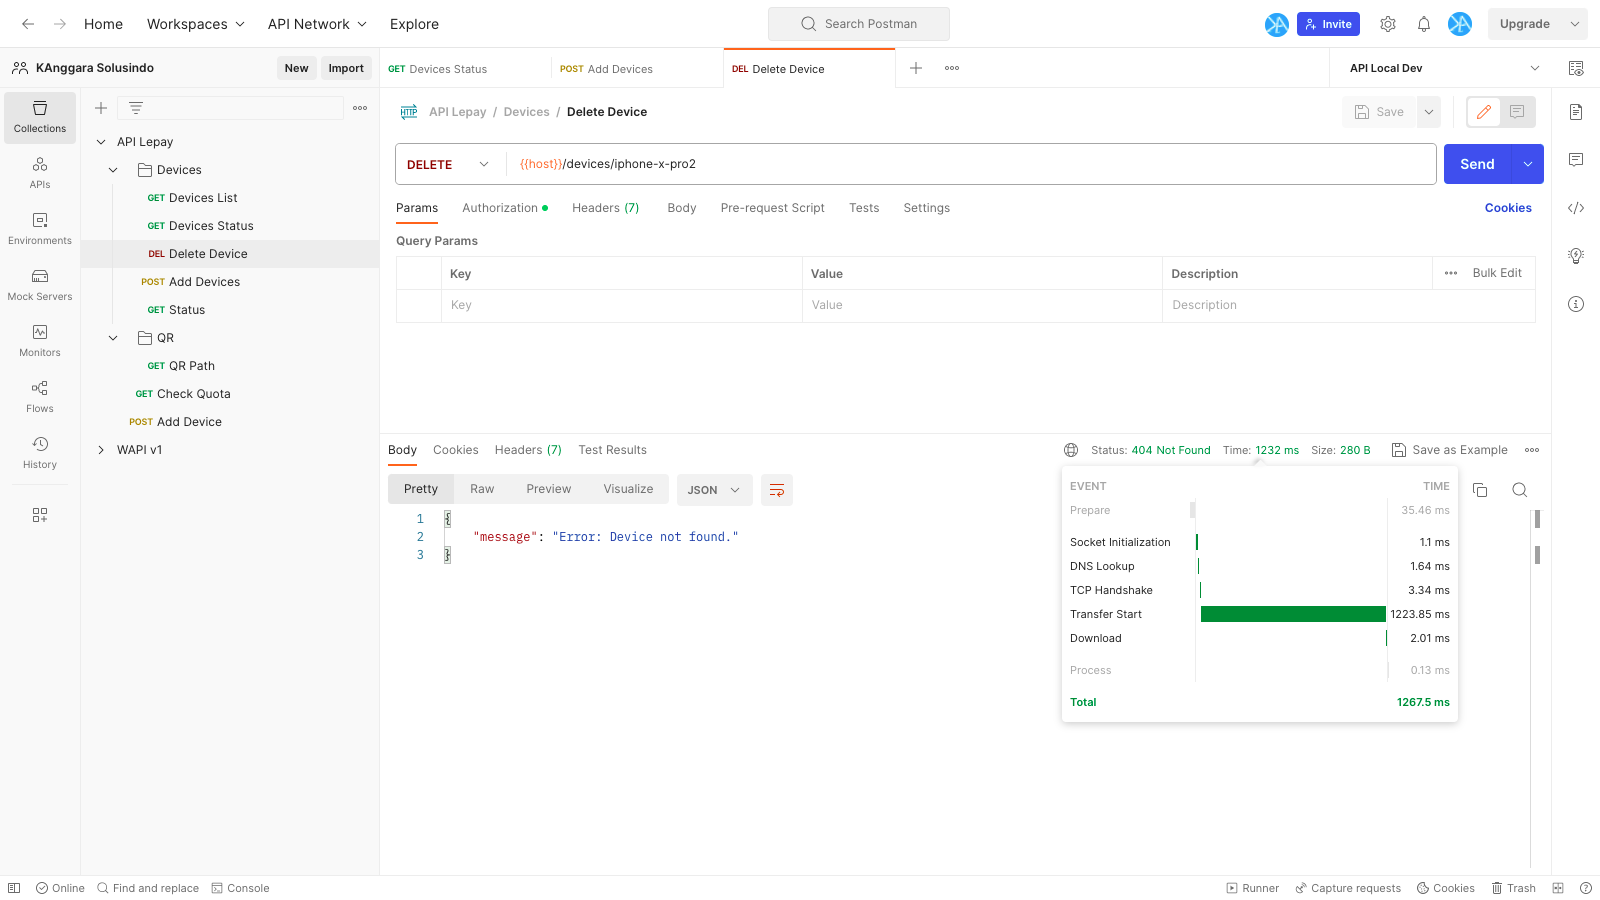 Home Workspaces API Network Explore Search Postman Invite Upgrade
KAnggara Solusindo New Import GET Devices Status POST Add Devices DEL Delete Device API Local Dev
Collections
APIs
Environments
Mock Servers
Monitors
Flows
History
API Lepay
Devices
GET Devices List
GET Devices Status
DEL Delete Device
POST Add Devices
GET Status
QR
GET QR Path
GET Check Quota
POST Add Device
WAPI v1
HTTP API Lepay / Devices / Delete Device Save
DELETE {{host}}/devices/iphone-x-pro2 Send
Params Authorization Headers (7) Body Pre-request Script Tests Settings Cookies
Query Params
Key Value Description Bulk Edit
Key Value Description
Body Cookies Headers (7) Test Results Status: 404 Not Found Time: 1232 ms Size: 280 B Save as Example
Pretty Raw Preview Visualize JSON
1 {
2 "message": "Error: Device not found."
3 }
EVENT TIME
Prepare 35.46 ms
Socket Initialization 1.1 ms
DNS Lookup 1.64 ms
TCP Handshake 3.34 ms
Transfer Start 1223.85 ms
Download 2.01 ms
Process 0.13 ms
Total 1267.5 ms
Online Find and replace Console Runner Capture requests Cookies Trash